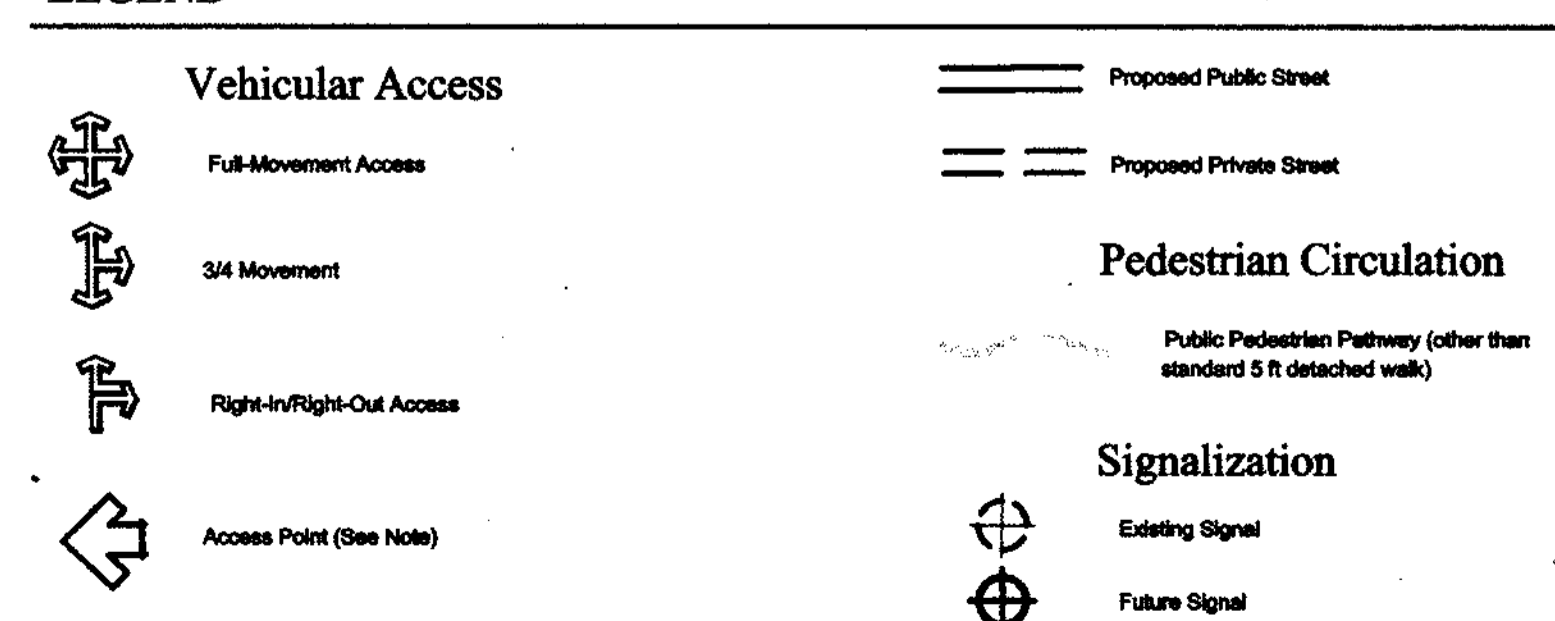 LEGEND
Vehicular Access
Full-Movement Access
3/4 Movement
Right-In/Right-Out Access
Access Point (See Note)
Proposed Public Street
Proposed Private Street
Pedestrian Circulation
Public Pedestrian Pathway (other than
standard 5 ft detached walk)
Signalization
Existing Signal
Future Signal